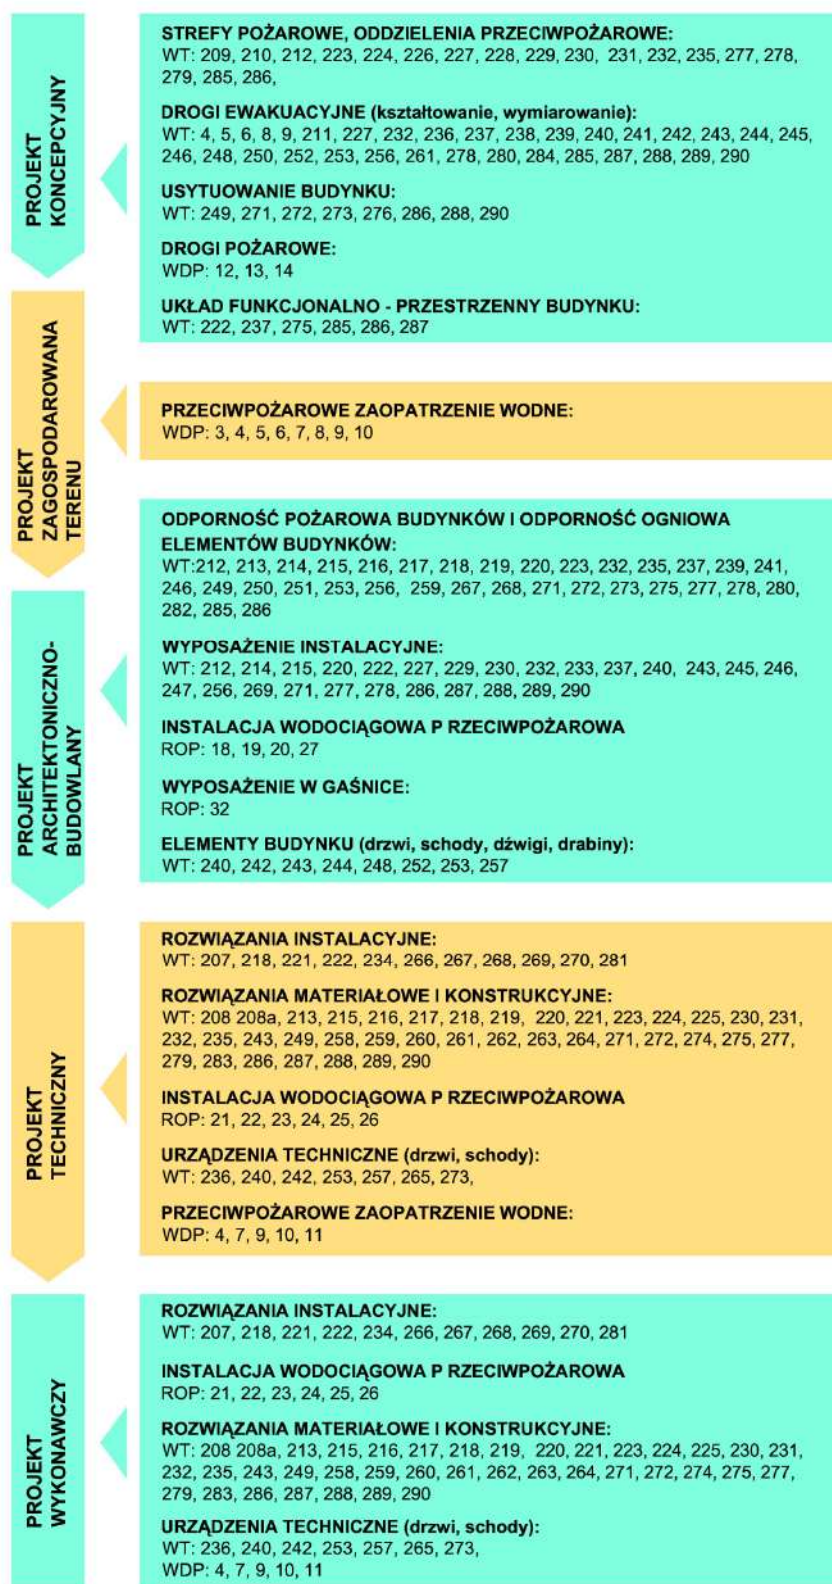 PROJEKT
KONCEPCYJNY
STREFY POŻAROWE, ODDZIELENIA PRZECIWPOŻAROWE:
WT: 209, 210, 212, 223, 224, 226, 227, 228, 229, 230, 231, 232, 235, 277, 278,
279, 285, 286,
DROGI EWAKUACYJNE (kształtowanie, wymiarowanie):
WT: 4, 5, 6, 8, 9, 211, 227, 232, 236, 237, 238, 239, 240, 241, 242, 243, 244, 245,
246, 248, 250, 252, 253, 256, 261, 278, 280, 284, 285, 287, 288, 289, 290
USYTUOWANIE BUDYNKU:
WT: 249, 271, 272, 273, 276, 286, 288, 290
DROGI POŻAROWE:
WDP: 12, 13, 14
UKŁAD FUNKCJONALNO - PRZESTRZENNY BUDYNKU:
WT: 222, 237, 275, 285, 286, 287
PROJEKT
ZAGOSPODAROWANA
TERENU
PRZECIWPOŻAROWE ZAOPATRZENIE WODNE:
WDP: 3, 4, 5, 6, 7, 8, 9, 10
PROJEKT
ARCHITEKTONICZNO-
BUDOWLANY
ODPORNOŚĆ POŻAROWA BUDYNKÓW I ODPORNOŚĆ OGNIOWA
ELEMENTÓW BUDYNKÓW:
WT:212, 213, 214, 215, 216, 217, 218, 219, 220, 223, 232, 235, 237, 239, 241,
246, 249, 250, 251, 253, 256, 259, 267, 268, 271, 272, 273, 275, 277, 278, 280,
282, 285, 286
WYPOSAŻENIE INSTALACYJNE:
WT: 212, 214, 215, 220, 222, 227, 229, 230, 232, 233, 237, 240, 243, 245, 246,
247, 256, 269, 271, 277, 278, 286, 287, 288, 289, 290
INSTALACJA WODOCIĄGOWA P RZECIWPOŻAROWA
ROP: 18, 19, 20, 27
WYPOSAŻENIE W GAŚNICE:
ROP: 32
ELEMENTY BUDYNKU (drzwi, schody, dźwigi, drabiny):
WT: 240, 242, 243, 244, 248, 252, 253, 257
PROJEKT
TECHNICZNY
ROZWIĄZANIA INSTALACYJNE:
WT: 207, 218, 221, 222, 234, 266, 267, 268, 269, 270, 281
ROZWIĄZANIA MATERIAŁOWE I KONSTRUKCYJNE:
WT: 208 208a, 213, 215, 216, 217, 218, 219, 220, 221, 223, 224, 225, 230, 231,
232, 235, 243, 249, 258, 259, 260, 261, 262, 263, 264, 271, 272, 274, 275, 277,
279, 283, 286, 287, 288, 289, 290
INSTALACJA WODOCIĄGOWA P RZECIWPOŻAROWA
ROP: 21, 22, 23, 24, 25, 26
URZĄDZENIA TECHNICZNE (drzwi, schody):
WT: 236, 240, 242, 253, 257, 265, 273,
PRZECIWPOŻAROWE ZAOPATRZENIE WODNE:
WDP: 4, 7, 9, 10, 11
PROJEKT
WYKONAWCZY
ROZWIĄZANIA INSTALACYJNE:
WT: 207, 218, 221, 222, 234, 266, 267, 268, 269, 270, 281
INSTALACJA WODOCIĄGOWA P RZECIWPOŻAROWA
ROP: 21, 22, 23, 24, 25, 26
ROZWIĄZANIA MATERIAŁOWE I KONSTRUKCYJNE:
WT: 208 208a, 213, 215, 216, 217, 218, 219, 220, 221, 223, 224, 225, 230, 231,
232, 235, 243, 249, 258, 259, 260, 261, 262, 263, 264, 271, 272, 274, 275, 277,
279, 283, 286, 287, 288, 289, 290
URZĄDZENIA TECHNICZNE (drzwi, schody):
WT: 236, 240, 242, 253, 257, 265, 273,
WDP: 4, 7, 9, 10, 11